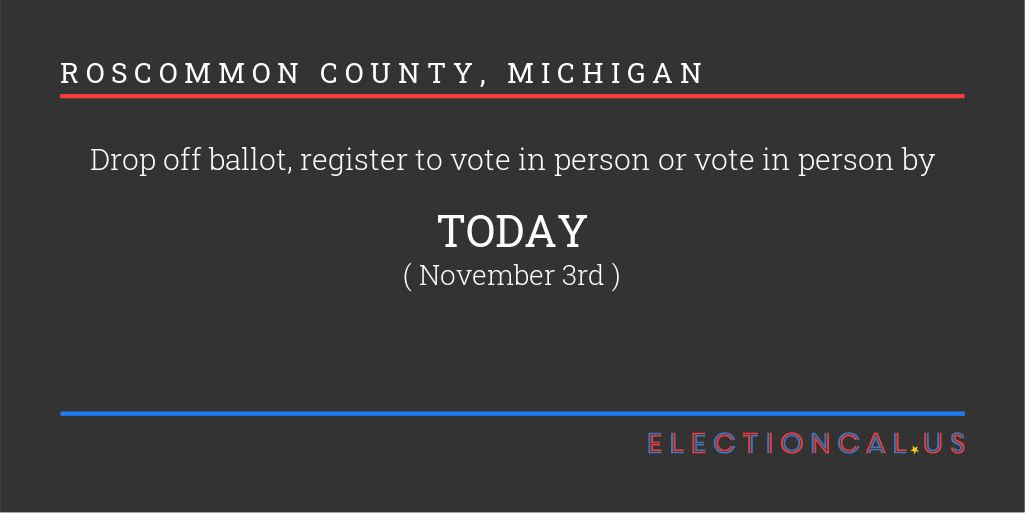 ROSCOMMON COUNTY, MICHIGAN
Drop off ballot, register to vote in person or vote in person by
TODAY
( November 3rd )
ELECTIONCAL.US